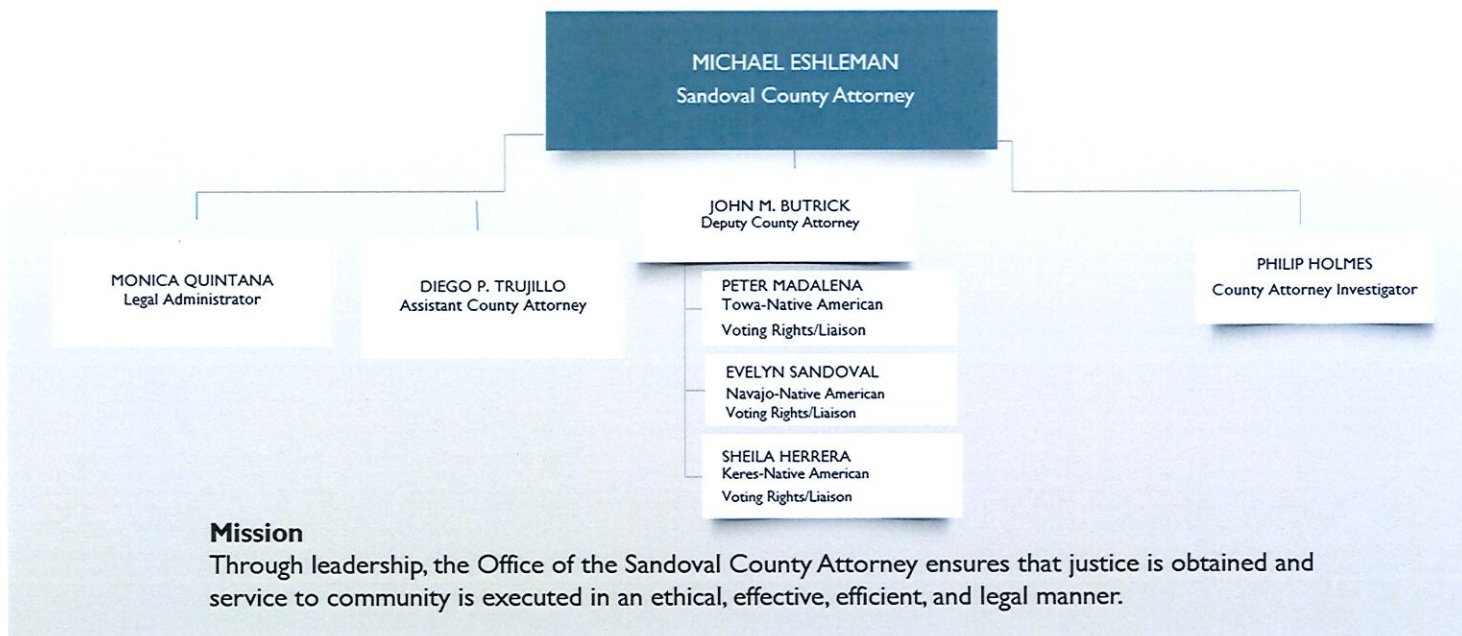 MICHAEL ESHLEMAN
Sandoval County Attorney
MONICA QUINTANA
Legal Administrator
DIEGO P. TRUJILLO
Assistant County Attorney
JOHN M. BUTRICK
Deputy County Attorney
PETER MADALENA
Towa-Native American
Voting Rights/Liaison
EVELYN SANDOVAL
Navajo-Native American
Voting Rights/Liaison
SHEILA HERRERA
Keres-Native American
Voting Rights/Liaison
PHILIP HOLMES
County Attorney Investigator
Mission
Through leadership, the Office of the Sandoval County Attorney ensures that justice is obtained and
service to community is executed in an ethical, effective, efficient, and legal manner.